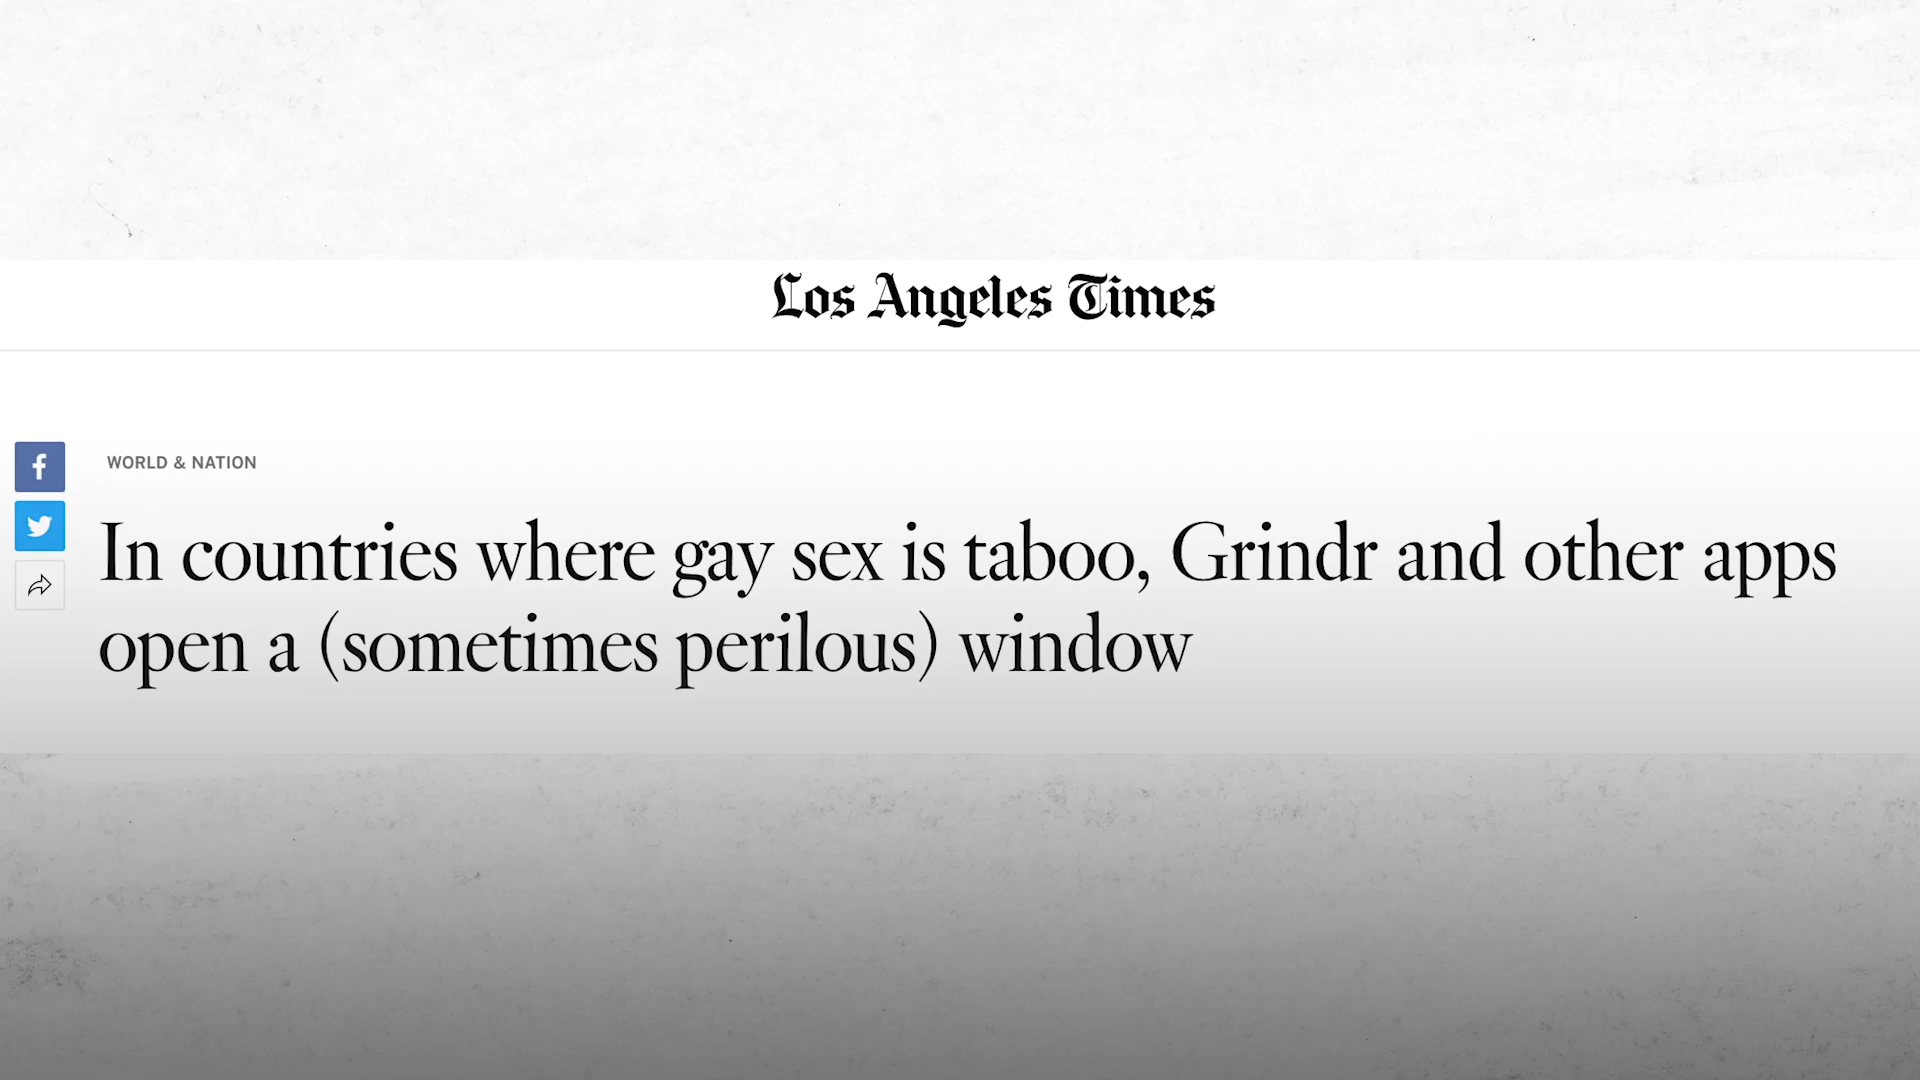 Los Angeles Times
WORLD & NATION
In countries where gay sex is taboo, Grindr and other apps
open a (sometimes perilous) window